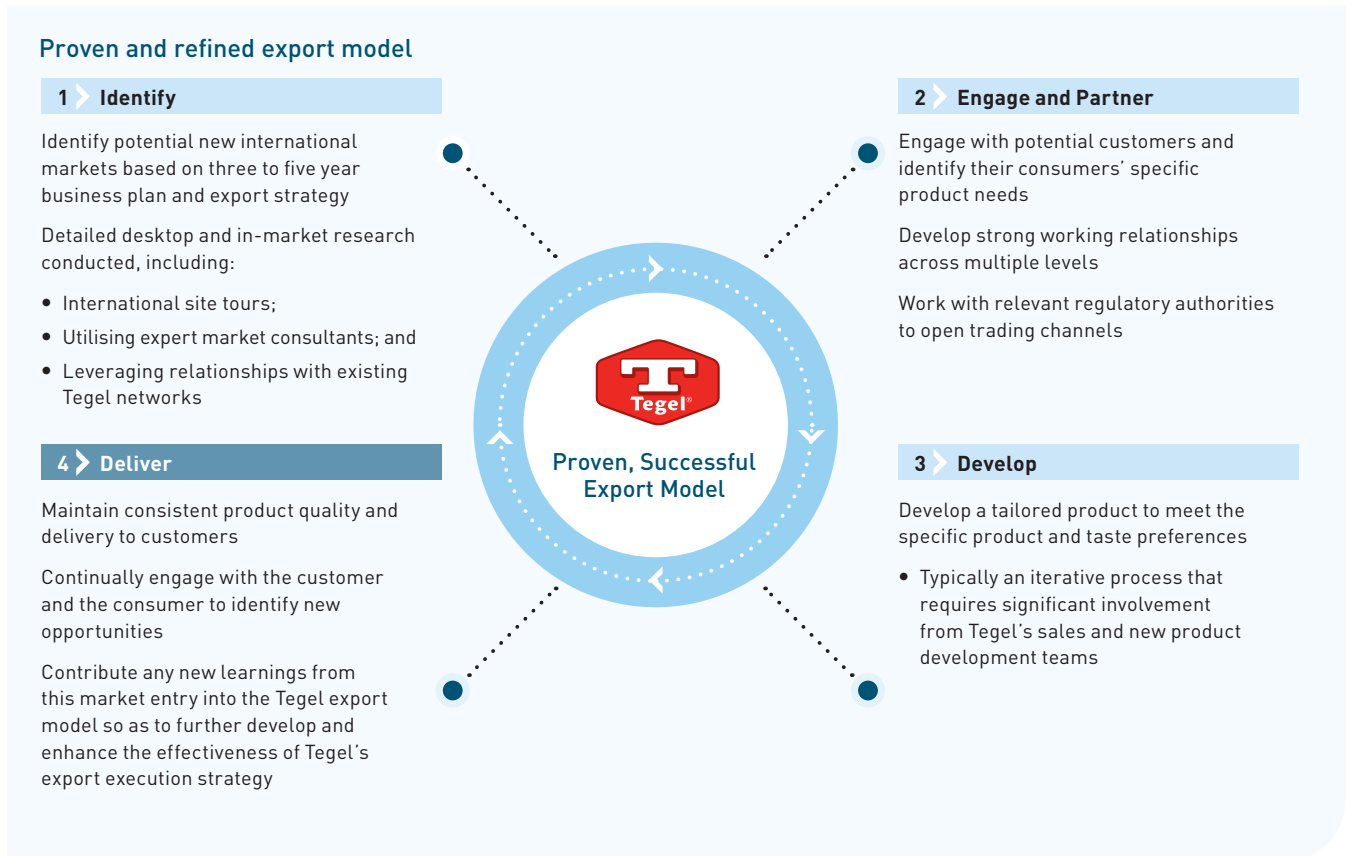 Proven and refined export model
1 Identify
Identify potential new international
markets based on three to five year
business plan and export strategy
Detailed desktop and in-market research
conducted, including:
• International site tours;
• Utilising expert market consultants; and
• Leveraging relationships with existing
Tegel networks
2 Engage and Partner
Engage with potential customers and
identify their consumers’ specific
product needs
Develop strong working relationships
across multiple levels
Work with relevant regulatory authorities
to open trading channels
T
Tegel®
Proven, Successful
Export Model
3 Develop
Develop a tailored product to meet the
specific product and taste preferences
• Typically an iterative process that
requires significant involvement
from Tegel’s sales and new product
development teams
4 Deliver
Maintain consistent product quality and
delivery to customers
Continually engage with the customer
and the consumer to identify new
opportunities
Contribute any new learnings from
this market entry into the Tegel export
model so as to further develop and
enhance the effectiveness of Tegel’s
export execution strategy